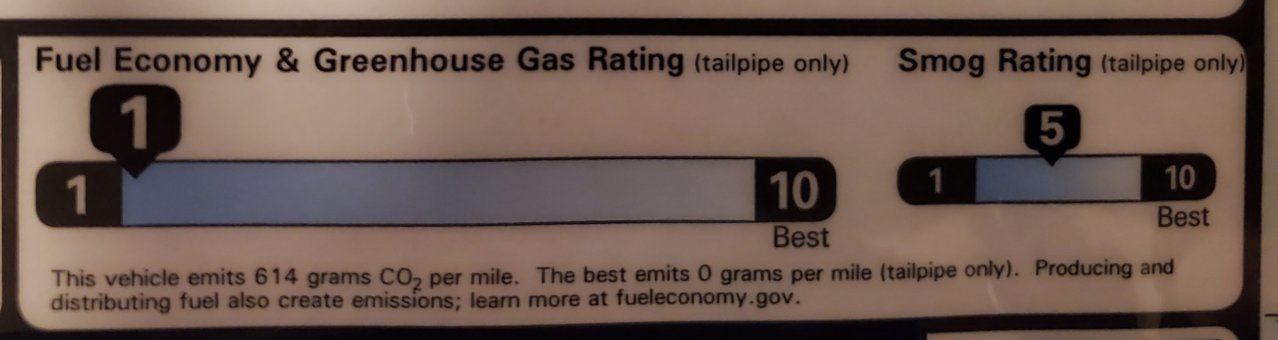 Fuel Economy & Greenhouse Gas Rating (tailpipe only)
Smog Rating (tailpipe only)
1
1
10
Best
5
1
10
Best
This vehicle emits 614 grams CO₂ per mile. The best emits 0 grams per mile (tailpipe only). Producing and
distributing fuel also create emissions; learn more at fueleconomy.gov.